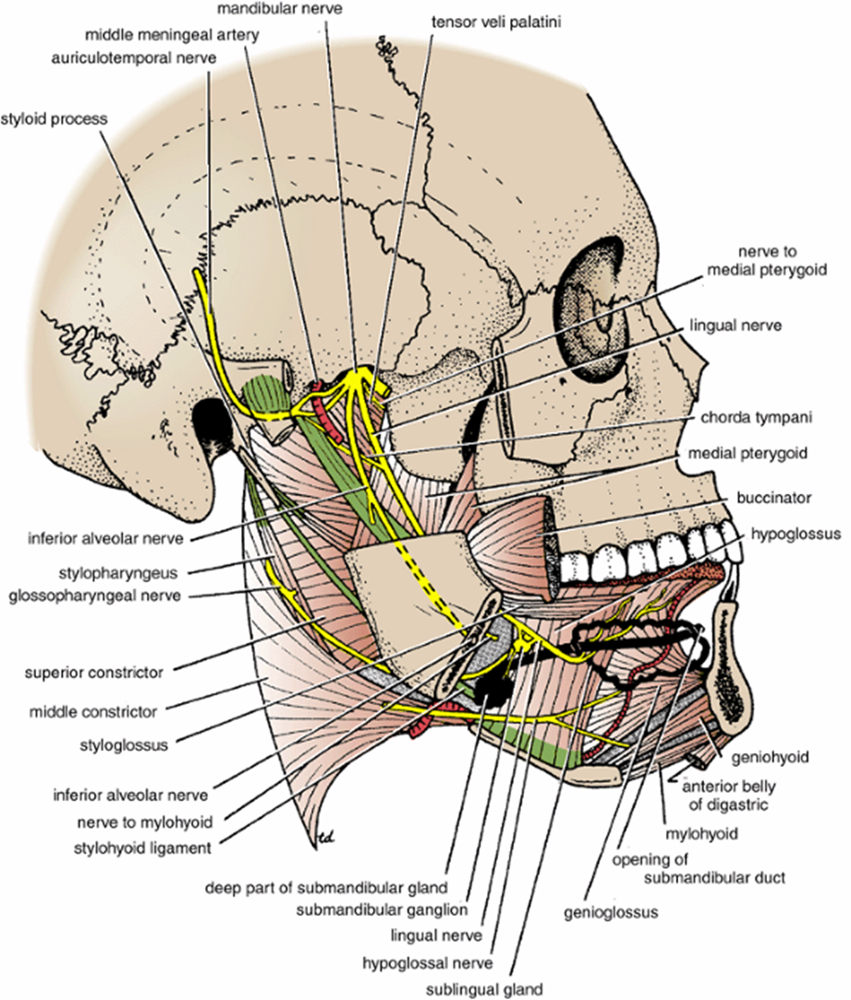 mandibular nerve
tensor veli palatini
middle meningeal artery
auriculotemporal nerve
styloid process
nerve to
medial pterygoid
lingual nerve
chorda tympani
medial pterygoid
buccinator
hypoglossus
inferior alveolar nerve
stylopharyngeus
glossopharyngeal nerve
superior constrictor
middle constrictor
styloglossus
inferior alveolar nerve
nerve to mylohyoid
stylohyoid ligament
td
geniohyoid
anterior belly
of digastric
mylohyoid
opening of
submandibular duct
genioglossus
deep part of submandibular gland
submandibular ganglion
lingual nerve
hypoglossal nerve
sublingual gland